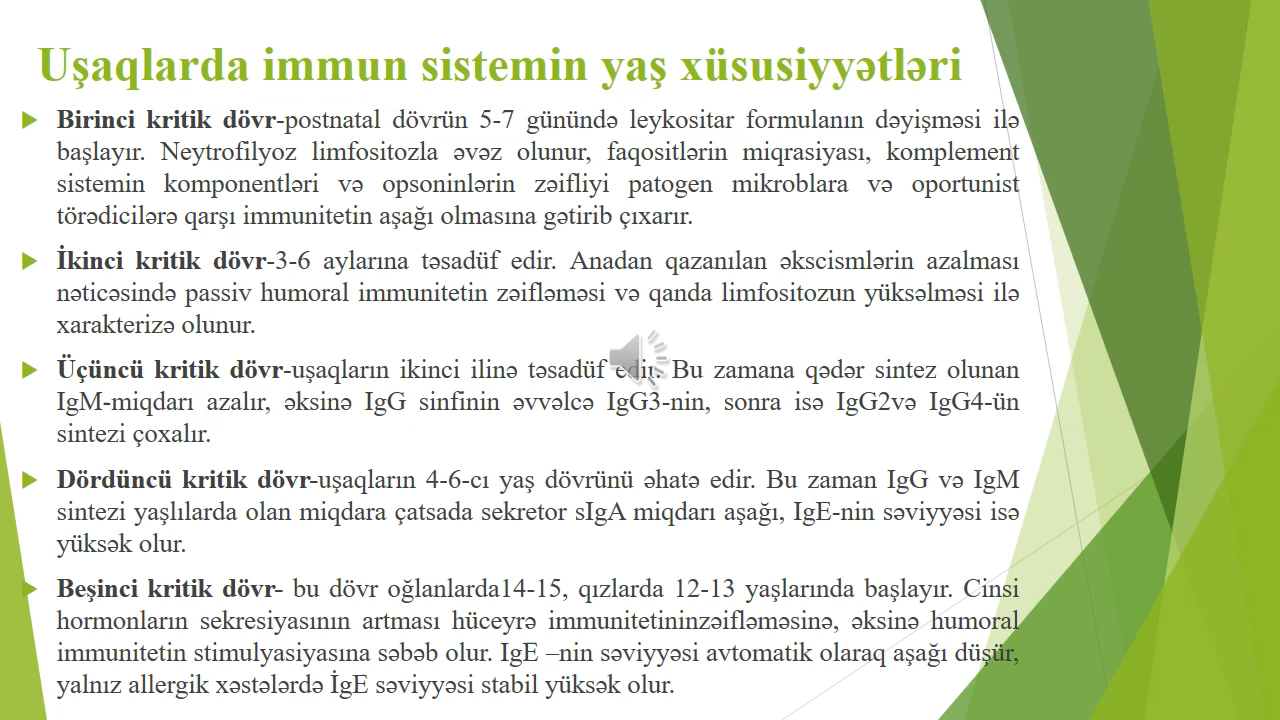 Uşaqlarda immun sistemin yaş xüsusiyyətləri
Birinci kritik dövr-postnatal dövrün 5-7 günündə leykositar formulanın dəyişməsi ilə
başlayır. Neytrofilyoz limfositozla əvəz olunur, faqositlərin miqrasiyası, komplement
sistemin komponentləri və opsoninlərin zəifliyi patogen mikroblara və oportunist
törədicilərə qarşı immunitetin aşağı olmasına gətirib çıxarır.
İkinci kritik dövr-3-6 aylarına təsadüf edir. Anadan qazanılan əkscismlərin azalması
nəticəsində passiv humoral immunitetin zəifləməsi və qanda limfositozun yüksəlməsi ilə
xarakterizə olunur.
Üçüncü kritik dövr-uşaqların ikinci ilinə təsadüf edir. Bu zamana qədər sintez olunan
IgM-miqdarı azalır, əksinə IgG sinfinin əvvəlcə IgG3-nin, sonra isə IgG2və IgG4-ün
sintezi çoxalır.
Dördüncü kritik dövr-uşaqların 4-6-cı yaş dövrünü əhatə edir. Bu zaman IgG və IgM
sintezi yaşlılarda olan miqdara çatsada sekretor sIgA miqdarı aşağı, IgE-nin səviyyəsi isə
yüksək olur.
Beşinci kritik dövr- bu dövr oğlanlarda14-15, qızlarda 12-13 yaşlarında başlayır. Cinsi
hormonların sekresiyasının artması hüceyrə immunitetininzəifləməsinə, əksinə humoral
immunitetin stimulyasiyasına səbəb olur. IgE –nin səviyyəsi avtomatik olaraq aşağı düşür,
yalnız allergik xəstələrdə İgE səviyyəsi stabil yüksək olur.